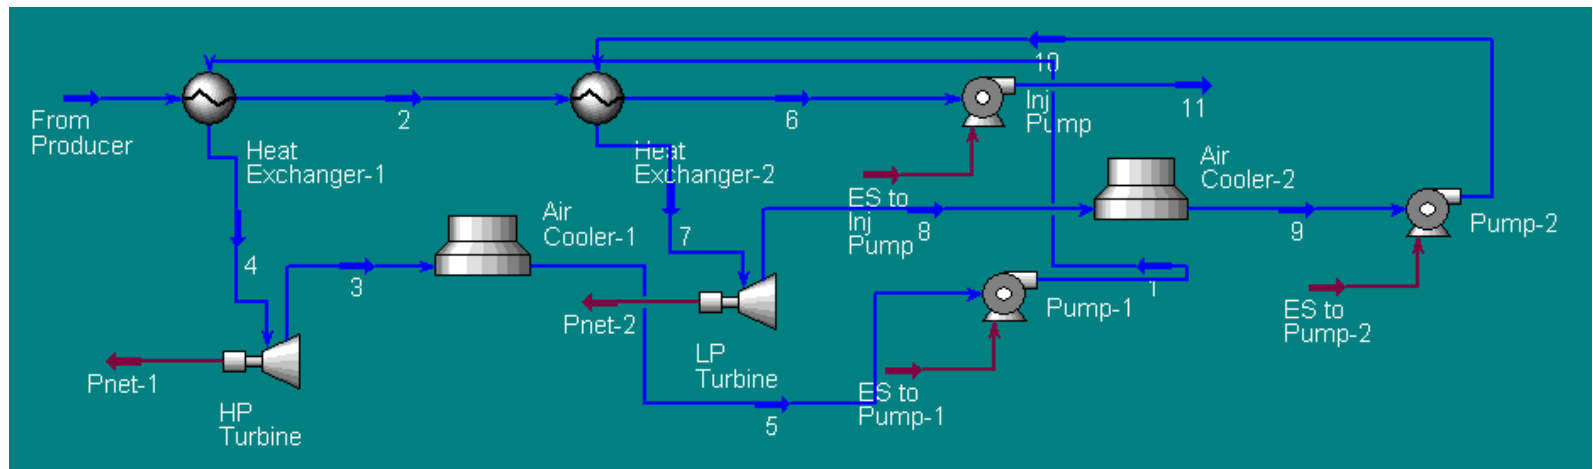 10
From
Producer
2
6
Inj
Pump
11
Heat
Exchanger-1
Heat
Exchanger-2
Air
Cooler-2
ES to
Inj
Pump
8
9
Pump-2
Air
Cooler-1
7
4
3
1
Pump-1
Pnet-2
ES to
Pump-2
LP
Turbine
Pnet-1
ES to
Pump-1
5
HP
Turbine